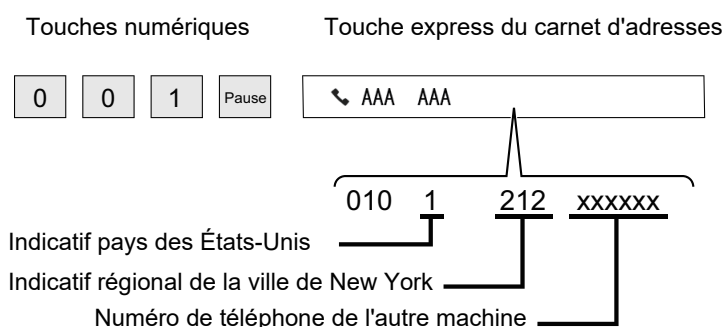 Touches numériques Touche express du carnet d'adresses
0 0 1 Pause AAA AAA
010 1 212 xxxxxx
Indicatif pays des États-Unis
Indicatif régional de la ville de New York
Numéro de téléphone de l'autre machine